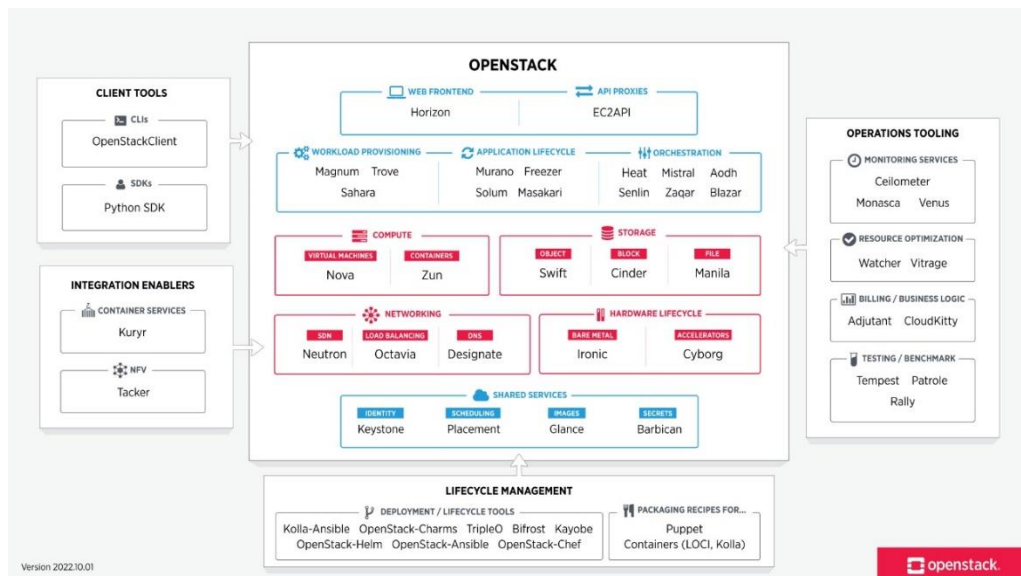 OPENSTACK
WEB FRONTEND
Horizon
API PROXIES
EC2API
WORKLOAD PROVISIONING
Magnum Trove
Sahara
APPLICATION LIFECYCLE
Murano Freezer
Solum Masakari
ORCHESTRATION
Heat Mistral Aodh
Senlin Zaqar Blazar
COMPUTE
VIRTUAL MACHINES
Nova
CONTAINERS
Zun
STORAGE
OBJECT
Swift
BLOCK
Cinder
FILE
Manila
NETWORKING
SDN
Neutron
LOAD BALANCING
Octavia
DNS
Designate
HARDWARE LIFECYCLE
BARE METAL
Ironic
ACCELERATORS
Cyborg
SHARED SERVICES
IDENTITY
Keystone
SCHEDULING
Placement
IMAGES
Glance
SECRETS
Barbican
CLIENT TOOLS
CLIs
OpenStackClient
SDKs
Python SDK
INTEGRATION ENABLERS
CONTAINER SERVICES
Kuryr
NFV
Tacker
OPERATIONS TOOLING
MONITORING SERVICES
Ceilometer
Monasca Venus
RESOURCE OPTIMIZATION
Watcher Vitrage
BILLING / BUSINESS LOGIC
Adjutant CloudKitty
TESTING / BENCHMARK
Tempest Patrole
Rally
LIFECYCLE MANAGEMENT
DEPLOYMENT / LIFECYCLE TOOLS
Kolla-Ansible OpenStack-Charms TripleO Bifrost Kayobe
OpenStack-Helm OpenStack-Ansible OpenStack-Chef
PACKAGING RECIPES FOR...
Puppet
Containers (LOCI, Kolla)
Version 2022.10.01
openstack.